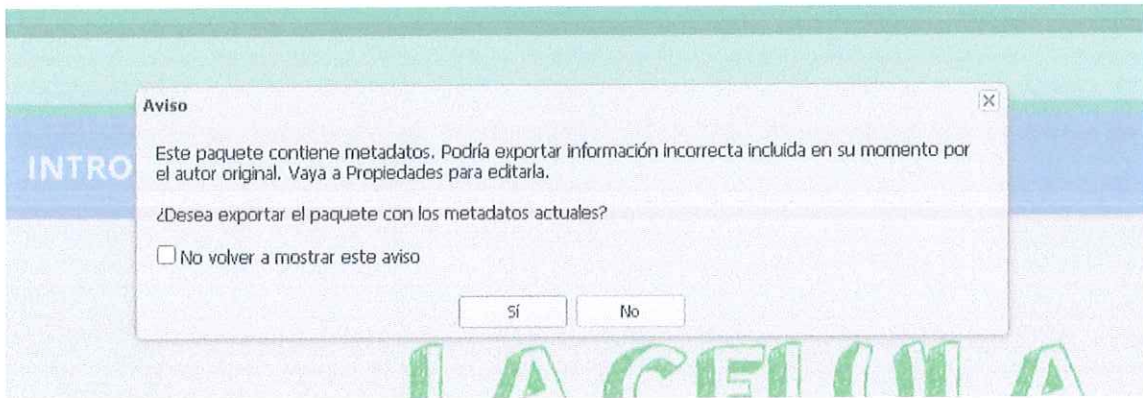 Aviso
Este paquete contiene metadatos. Podría exportar información incorrecta incluida en su momento por
el autor original. Vaya a Propiedades para editarla.
INTRO
¿Desea exportar el paquete con los metadatos actuales?
No volver a mostrar este aviso
Sí No
LA CELULA